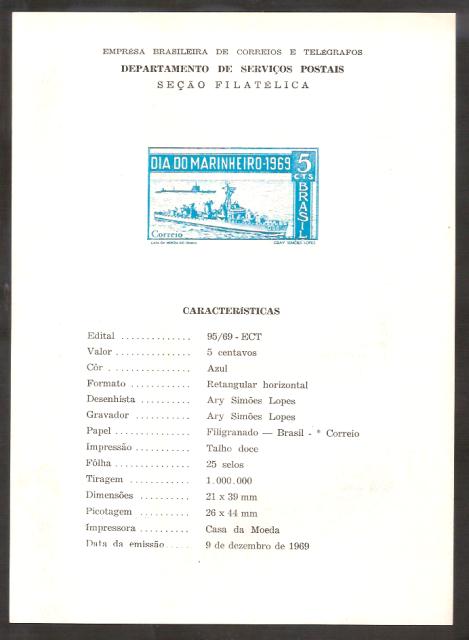 EMPRÊSA BRASILEIRA DE CORREIOS E TELÉGRAFOS
DEPARTAMENTO DE SERVIÇOS POSTAIS
SEÇÃO FILATÉLICA
DIA DO MARINHEIRO-1969
5
CTS
BRASIL
Correio
CASA DA MOEDA DO BRASIL
GRAV SIMÕES LOPES
CARACTERÍSTICAS
Edital .............. 95/69 - ECT
Valor .............. 5 centavos
Côr .............. Azul
Formato ........... Retangular horizontal
Desenhista .......... Ary Simões Lopes
Gravador .......... Ary Simões Lopes
Papel .............. Filigranado — Brasil - * Correio
Impressão .......... Talho doce
Fôlha .............. 25 selos
Tiragem ........... 1.000.000
Dimensões ......... 21 x 39 mm
Picotagem ......... 26 x 44 mm
Impressora ......... Casa da Moeda
Data da emissão .... 9 de dezembro de 1969